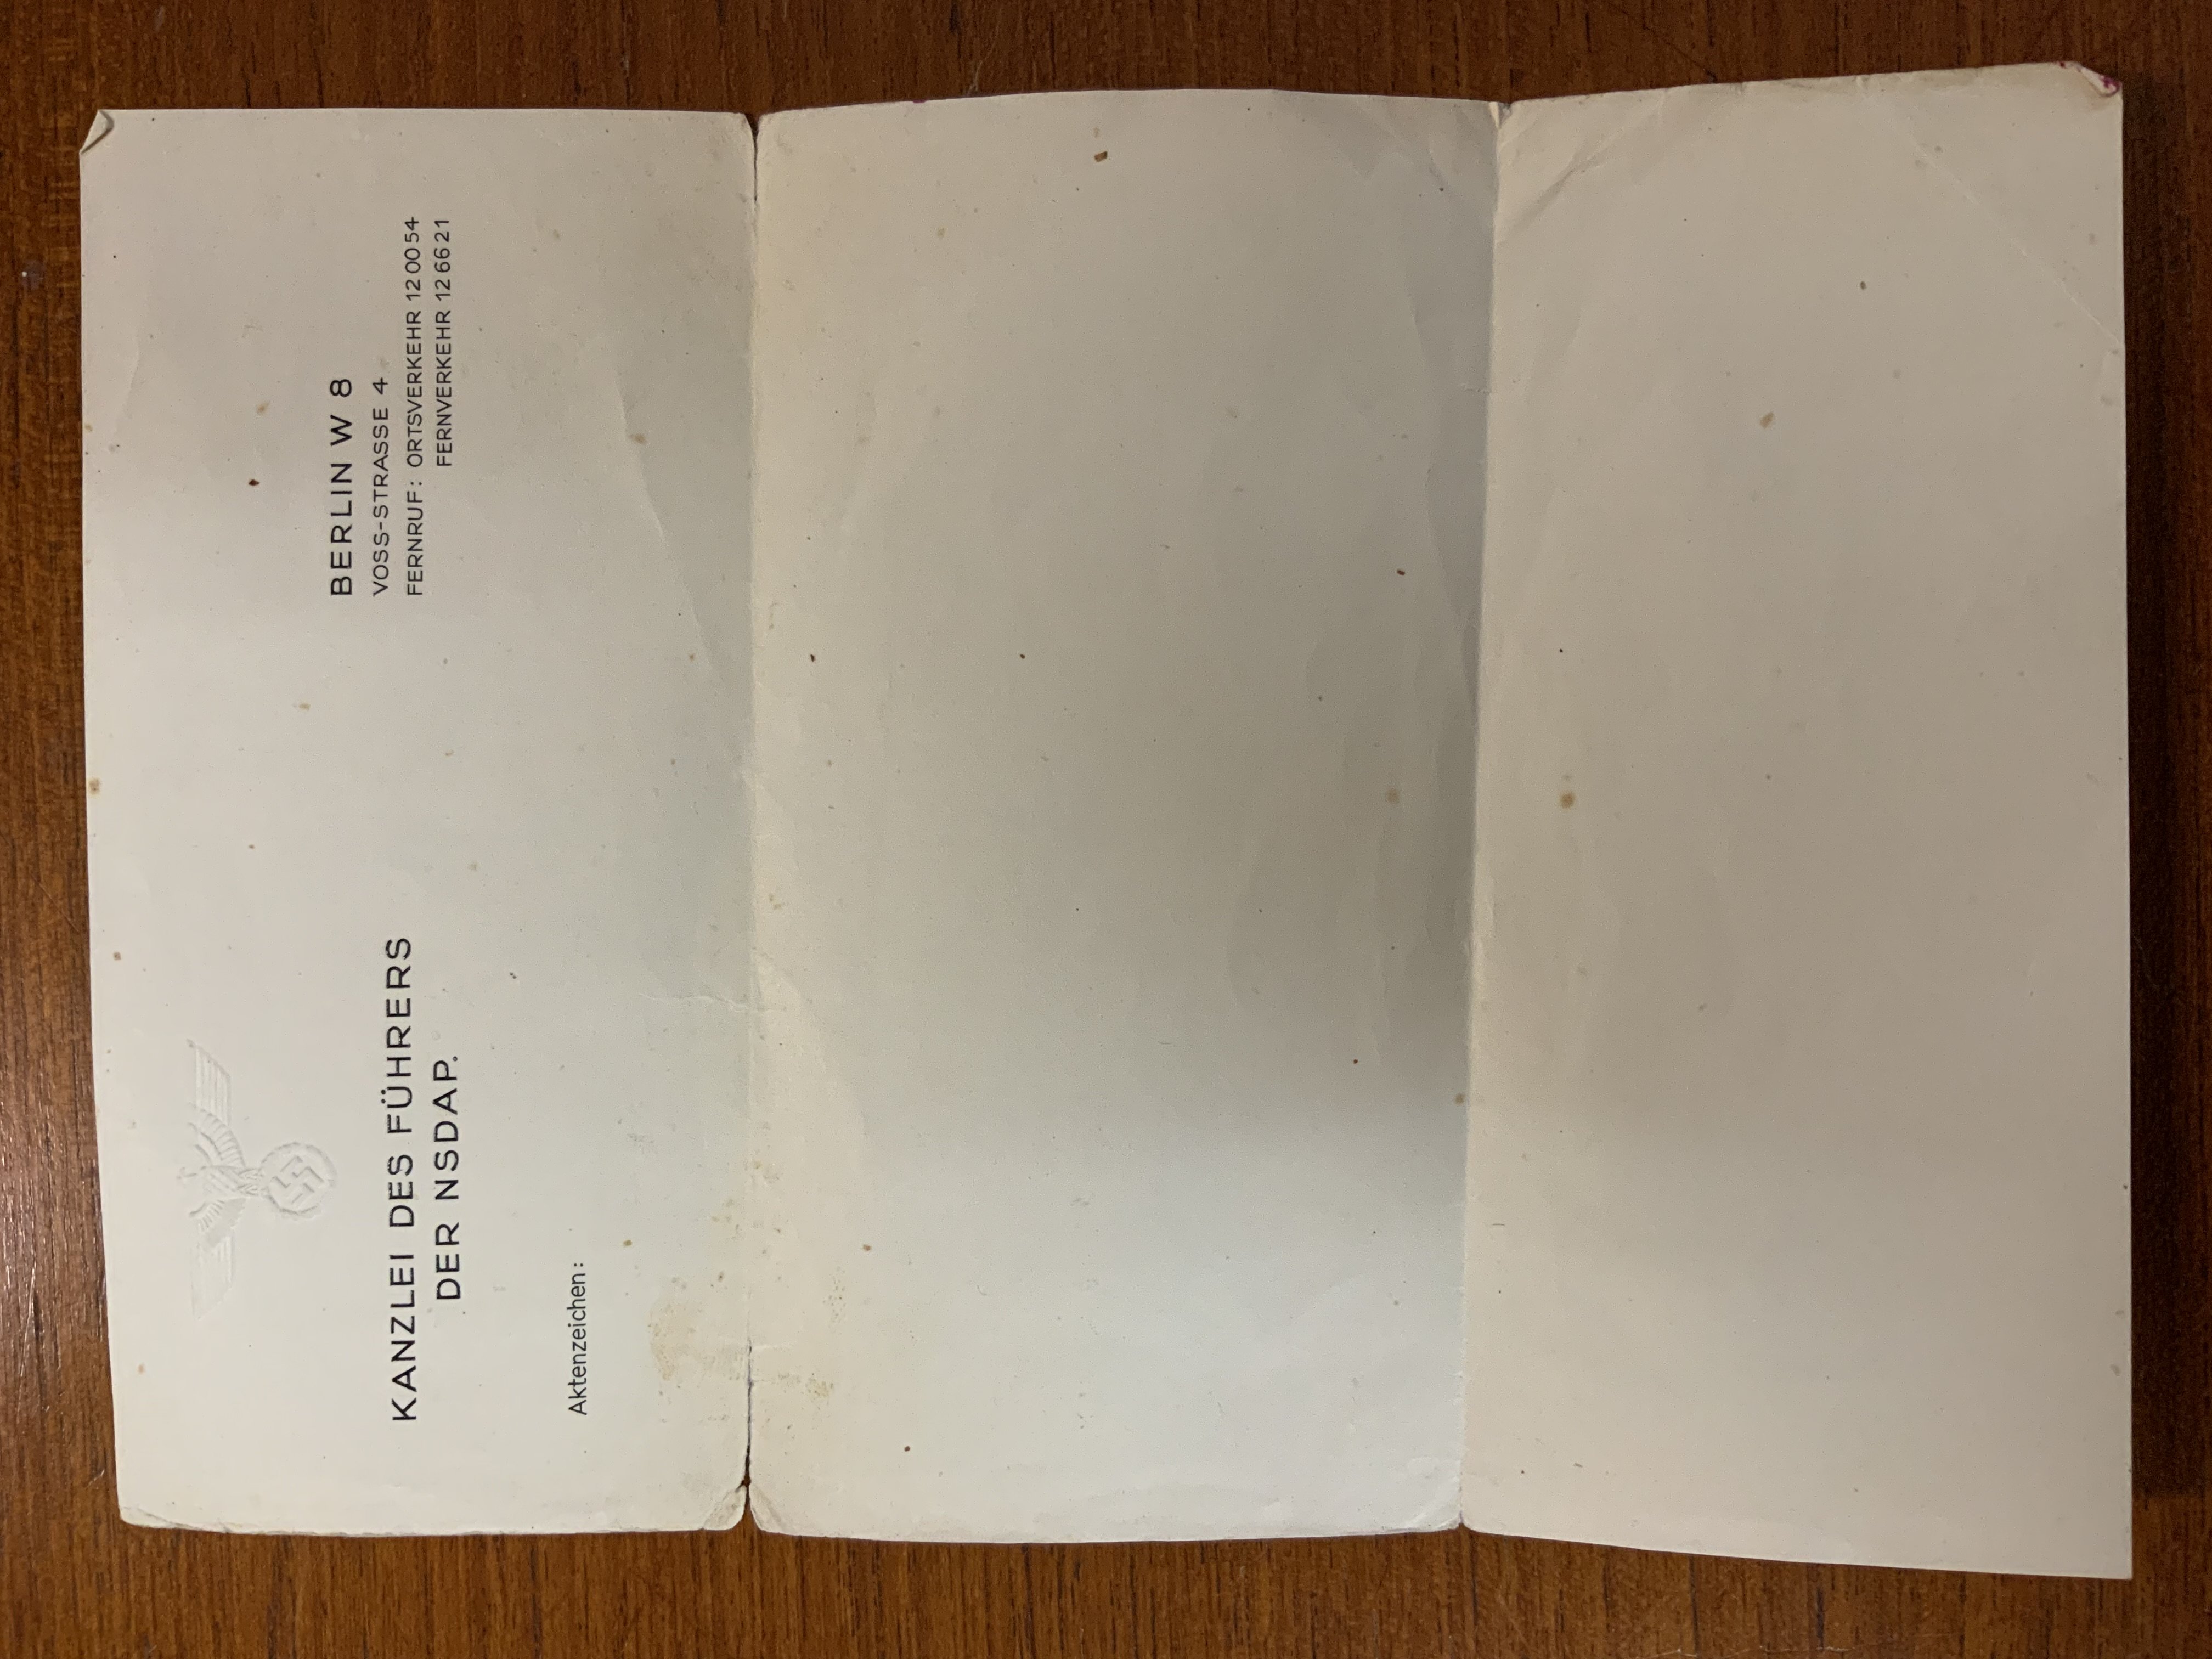 KANZLEI DES FÜHRERS
DER NSDAP.
BERLIN W 8
VOSS-STRASSE 4
FERNRUF: ORTSVERKEHR 12 00 54
FERNVERKEHR 12 66 21
Aktenzeichen: